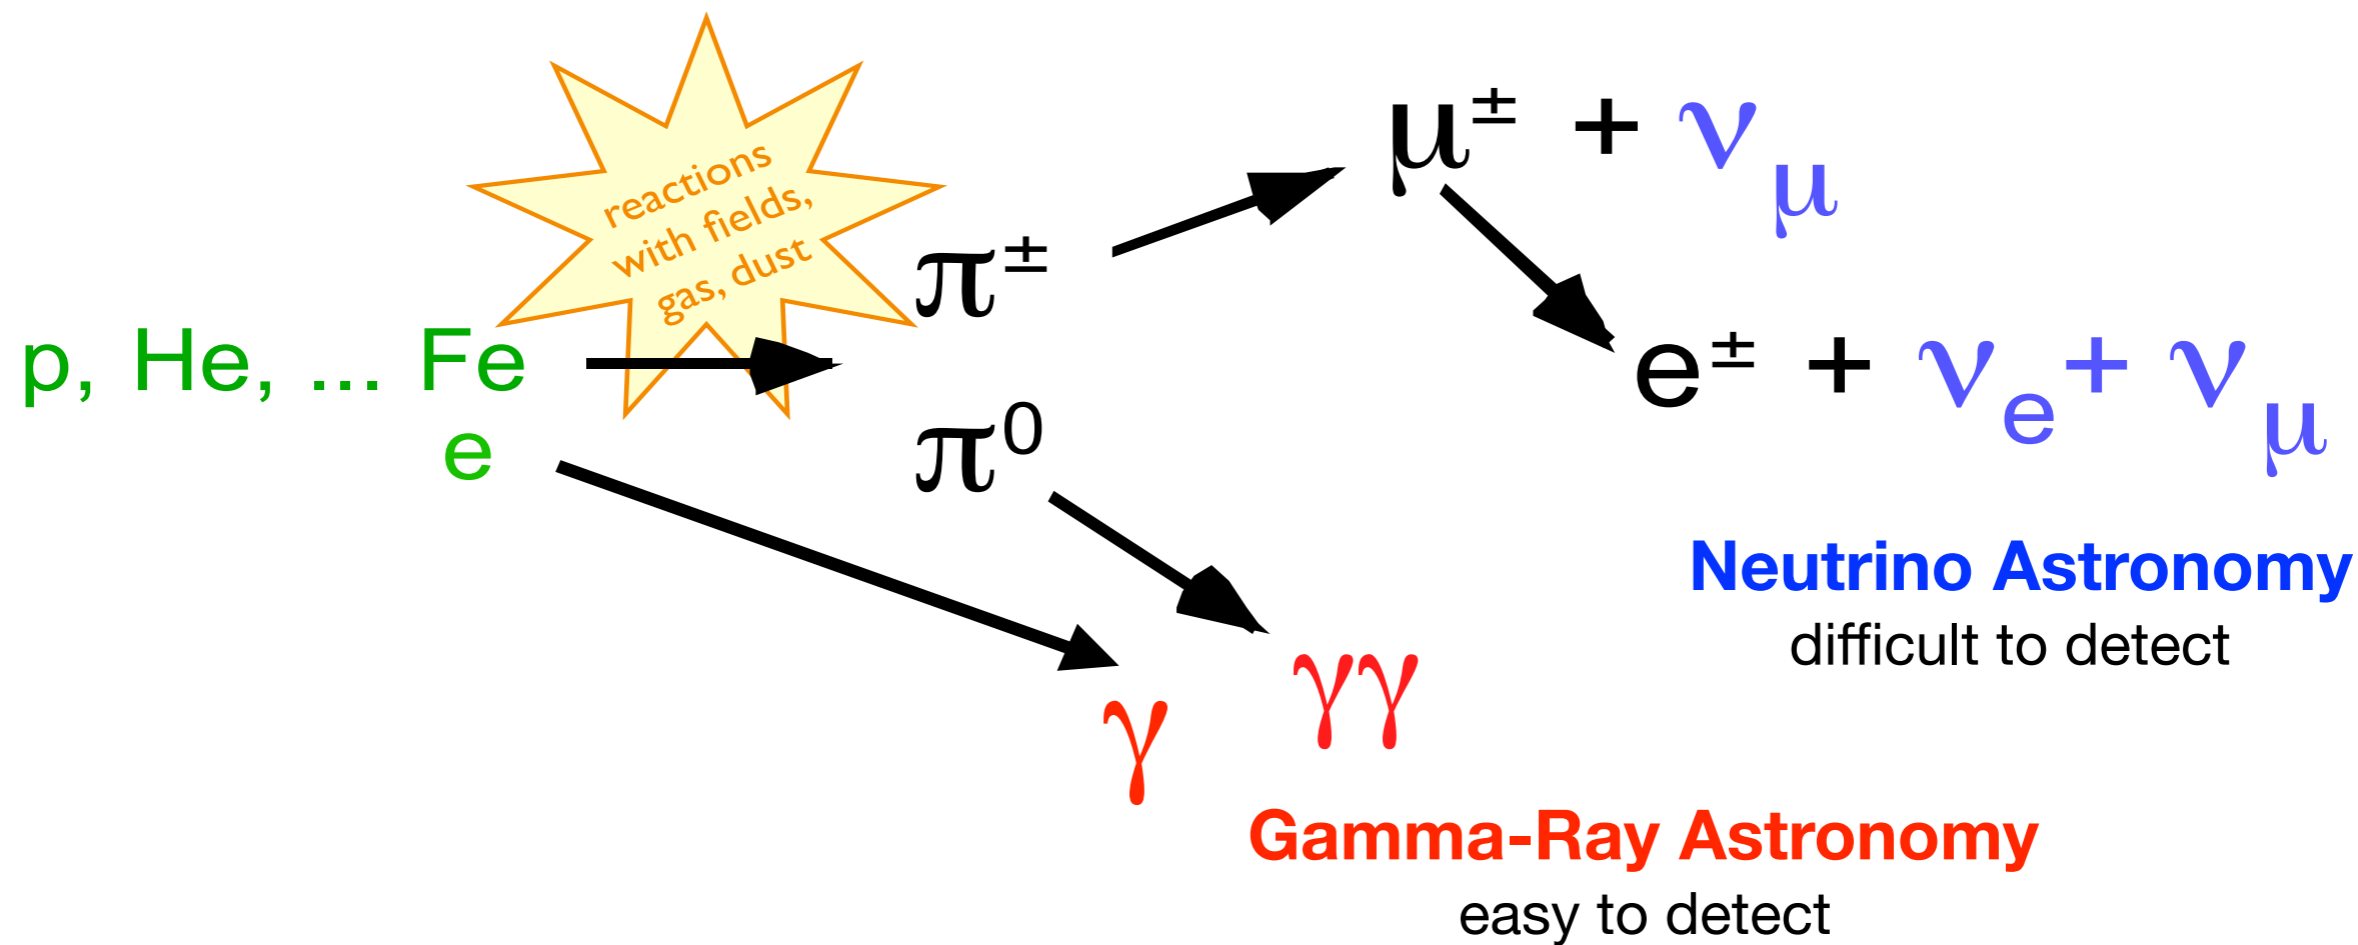 reactions
with fields,
gas, dust
μ± + νμ
π±
p, He, ... Fe
e± + νe + νμ
e
π0
Neutrino Astronomy
difficult to detect
γγ
γ
Gamma-Ray Astronomy
easy to detect